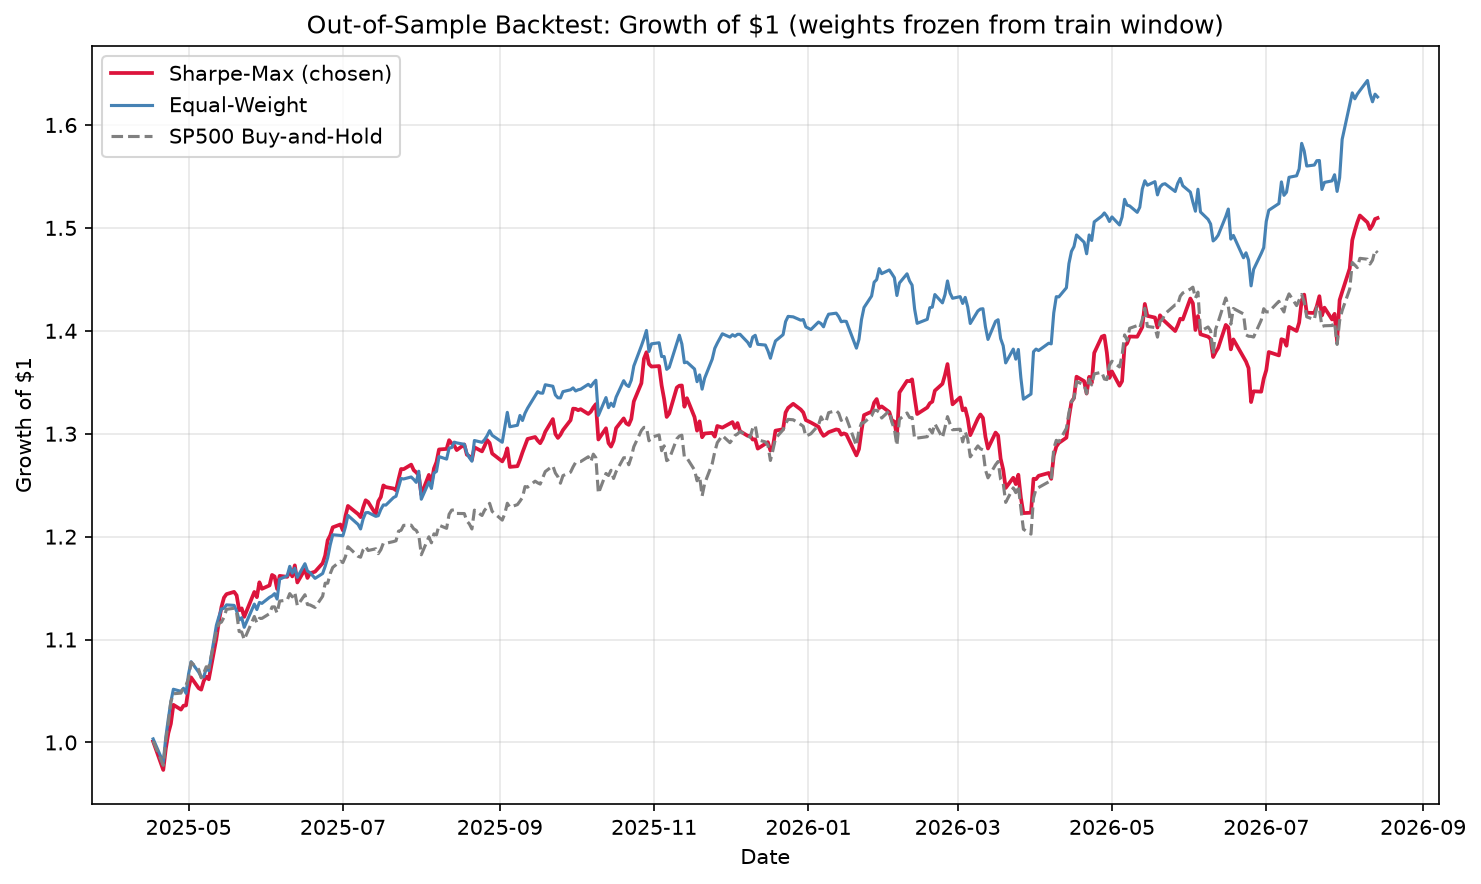 Out-of-Sample Backtest: Growth of $1 (weights frozen from train window)
Sharpe-Max (chosen)
Equal-Weight
SP500 Buy-and-Hold
1.6
1.5
1.4
1.3
1.2
1.1
1.0
Growth of $1
2025-05 2025-07 2025-09 2025-11 2026-01 2026-03 2026-05 2026-07 2026-09
Date